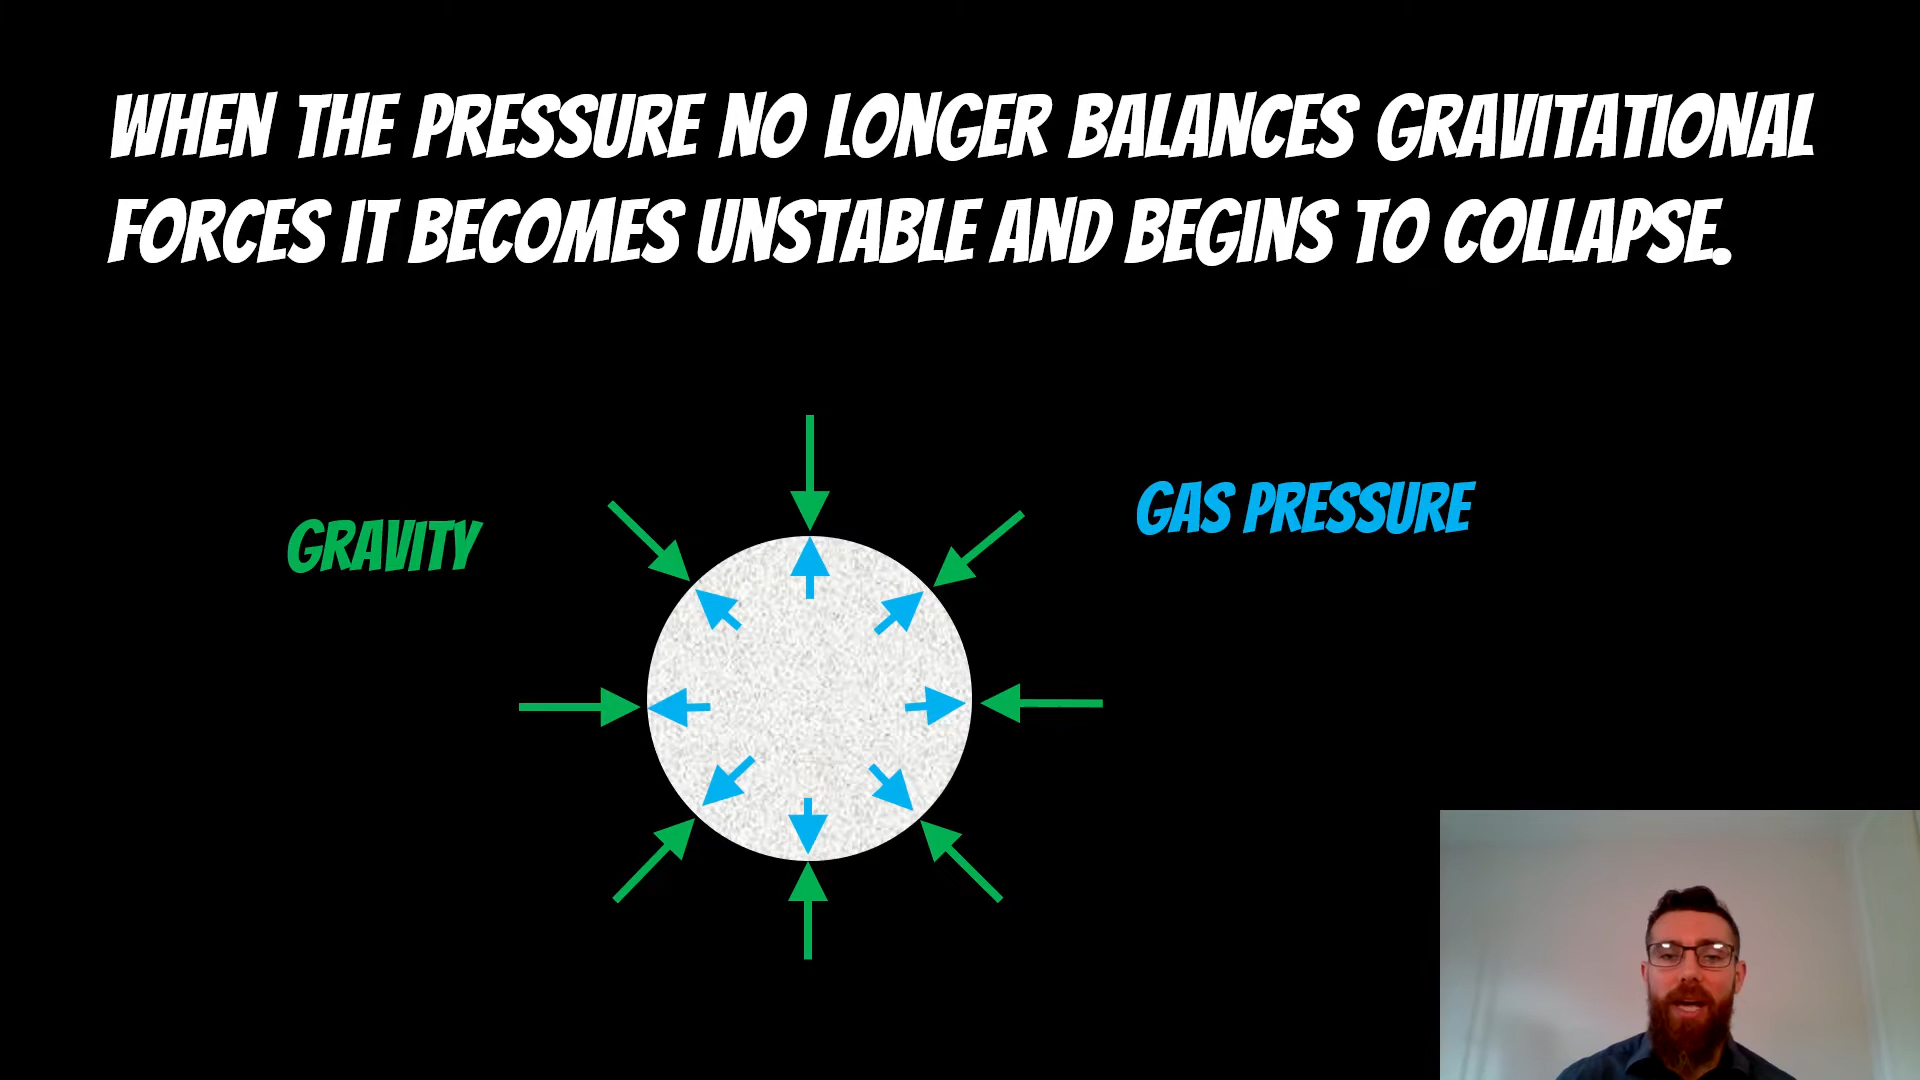 WHEN THE PRESSURE NO LONGER BALANCES GRAVITATIONAL
FORCES IT BECOMES UNSTABLE AND BEGINS TO COLLAPSE.
GRAVITY
GAS PRESSURE